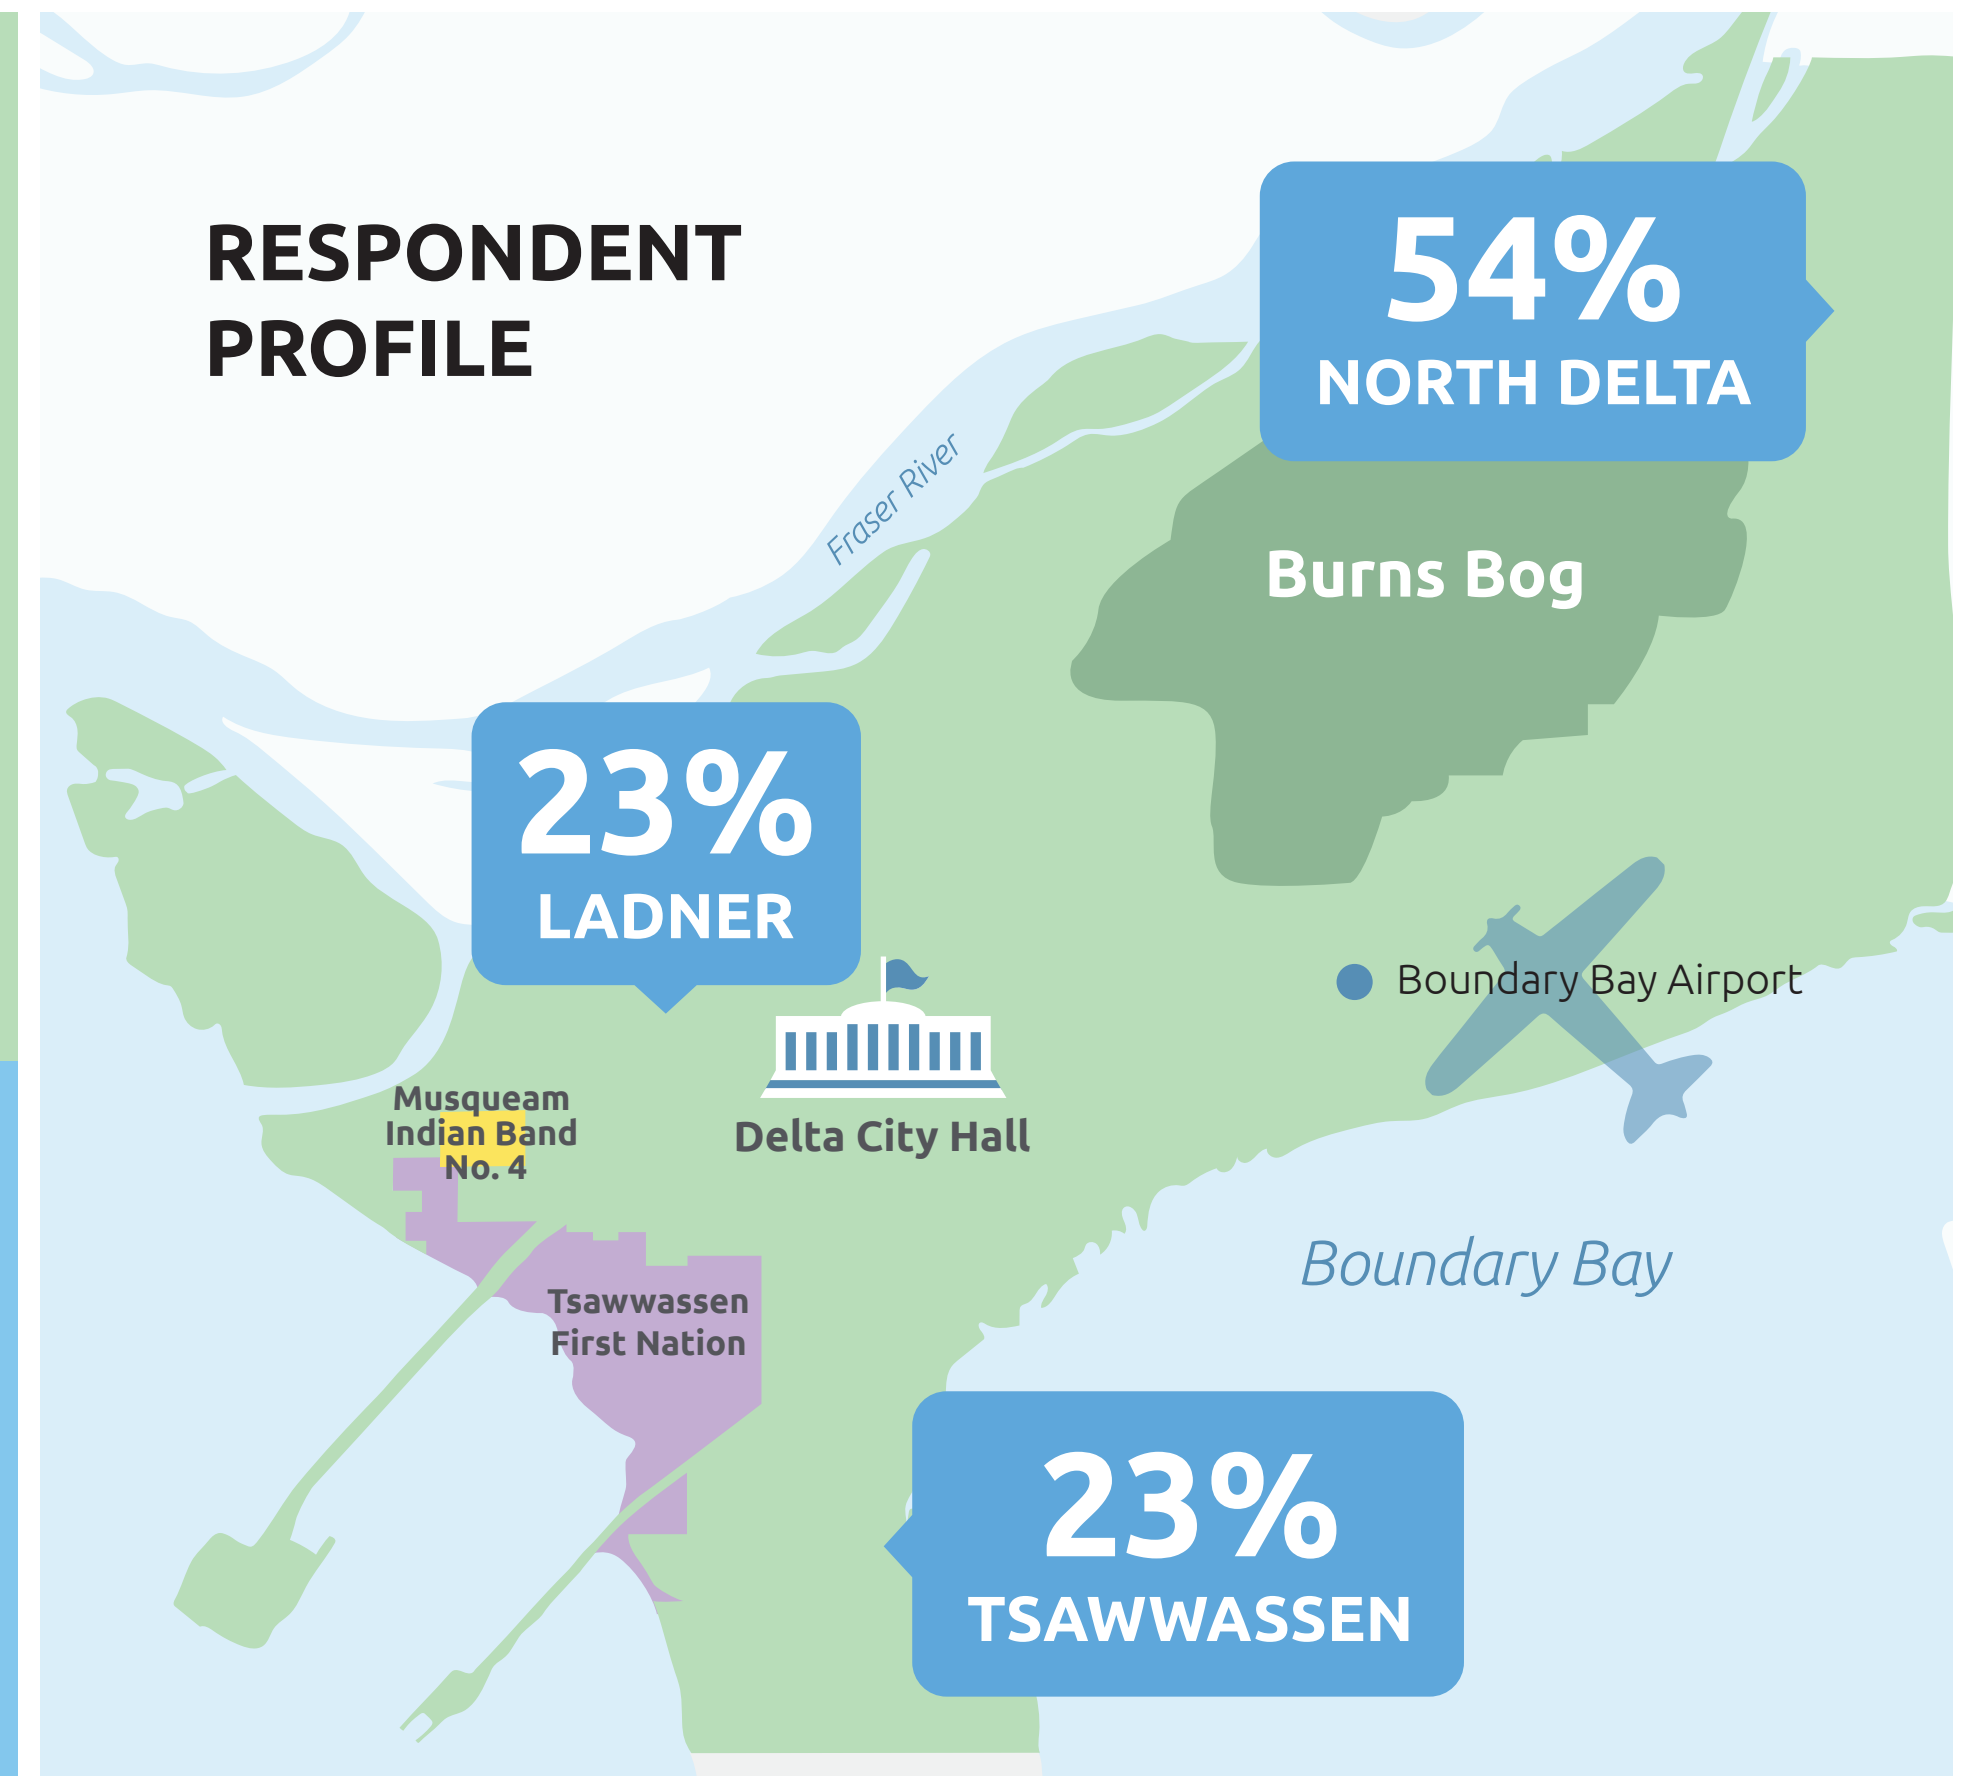 RESPONDENT
PROFILE
54%
NORTH DELTA
Fraser River
Burns Bog
23%
LADNER
Boundary Bay Airport
Musqueam
Indian Band
No. 4
Delta City Hall
Boundary Bay
Tsawwassen
First Nation
23%
TSAWWASSEN